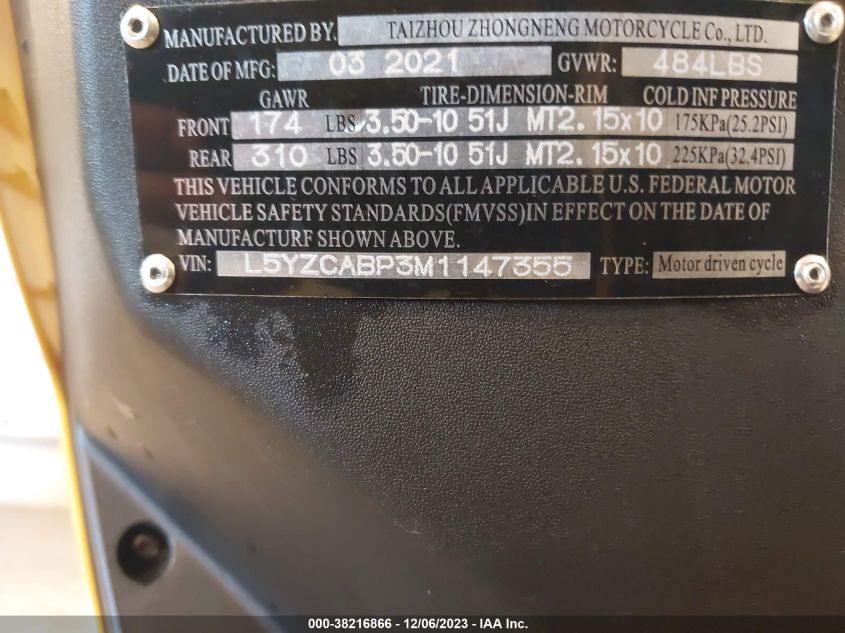 MANUFACTURED BY. TAIZHOU ZHONGNENG MOTORCYCLE Co., LTD.
DATE OF MFG: 03 2021 GVWR: 484LBS
GAWR TIRE-DIMENSION-RIM COLD INF PRESSURE
FRONT 174 LBS/3.50-10 51J MT2.15x10 175KPa(25.2PSI)
REAR 310 LBS 3.50-10 51J MT2.15x10 225KPa(32.4PSI)
THIS VEHICLE CONFORMS TO ALL APPLICABLE U.S. FEDERAL MOTOR
VEHICLE SAFETY STANDARDS(FMVSS)IN EFFECT ON THE DATE OF
MANUFACTURF SHOWN ABOVE.
VIN: L5YZCABP3M1147355 TYPE: Motor driven cycle
000-38216866 - 12/06/2023 - IAA Inc.